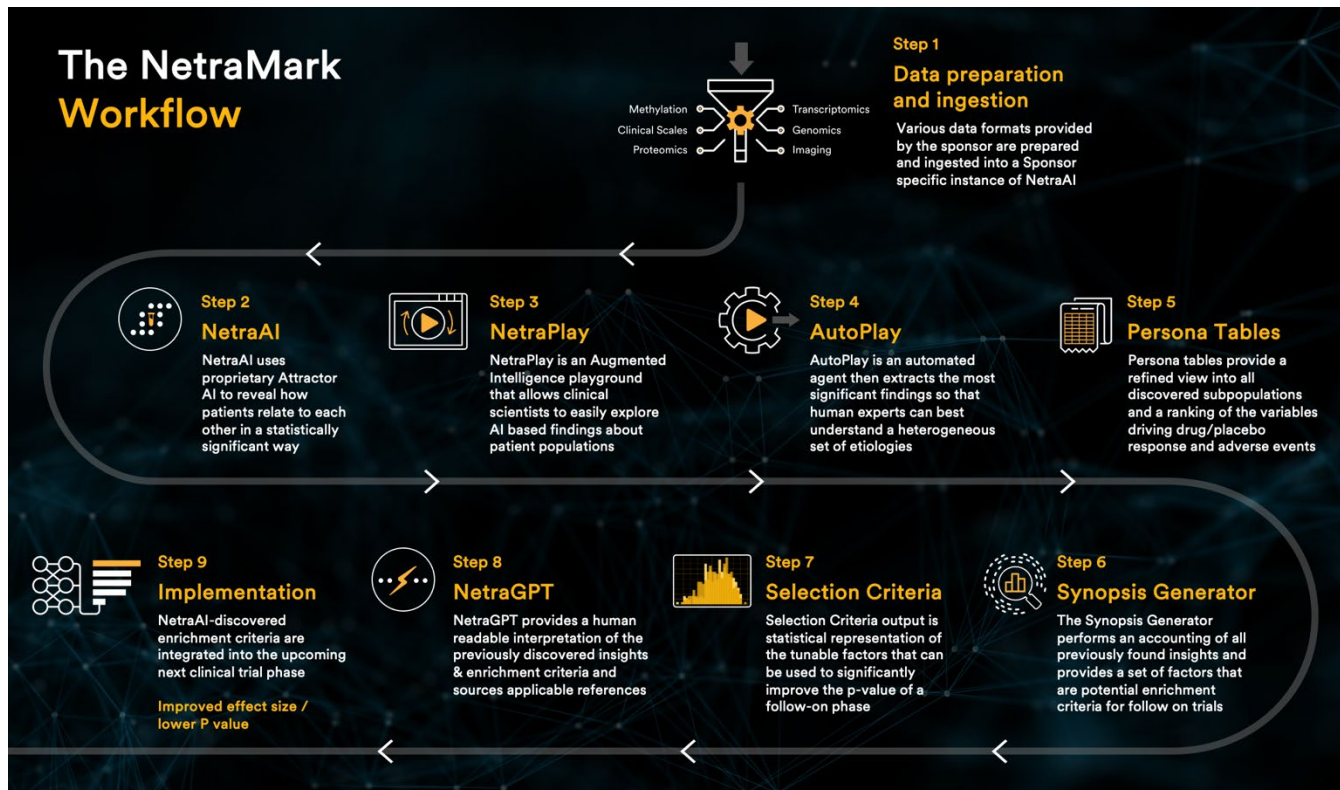 The NetraMark
Workflow
Methylation
Clinical Scales
Proteomics
Transcriptomics
Genomics
Imaging
Step 1
Data preparation
and ingestion
Various data formats provided
by the sponsor are prepared
and ingested into a Sponsor
specific instance of NetraAI
Step 2
NetraAI
NetraAI uses
proprietary Attractor
AI to reveal how
patients relate to each
other in a statistically
significant way
Step 3
NetraPlay
NetraPlay is an Augmented
Intelligence playground
that allows clinical
scientists to easily explore
AI based findings about
patient populations
Step 4
AutoPlay
AutoPlay is an automated
agent then extracts the most
significant findings so that
human experts can best
understand a heterogeneous
set of etiologies
Step 5
Persona Tables
Persona tables provide a
refined view into all
discovered subpopulations
and a ranking of the variables
driving drug/placebo
response and adverse events
Step 6
Synopsis Generator
The Synopsis Generator
performs an accounting of all
previously found insights and
provides a set of factors that
are potential enrichment
criteria for follow on trials
Step 7
Selection Criteria
Selection Criteria output is
statistical representation of
the tunable factors that can
be used to significantly
improve the p-value of a
follow-on phase
Step 8
NetraGPT
NetraGPT provides a human
readable interpretation of the
previously discovered insights
& enrichment criteria and
sources applicable references
Step 9
Implementation
NetraAI-discovered
enrichment criteria are
integrated into the upcoming
next clinical trial phase
Improved effect size /
lower P value